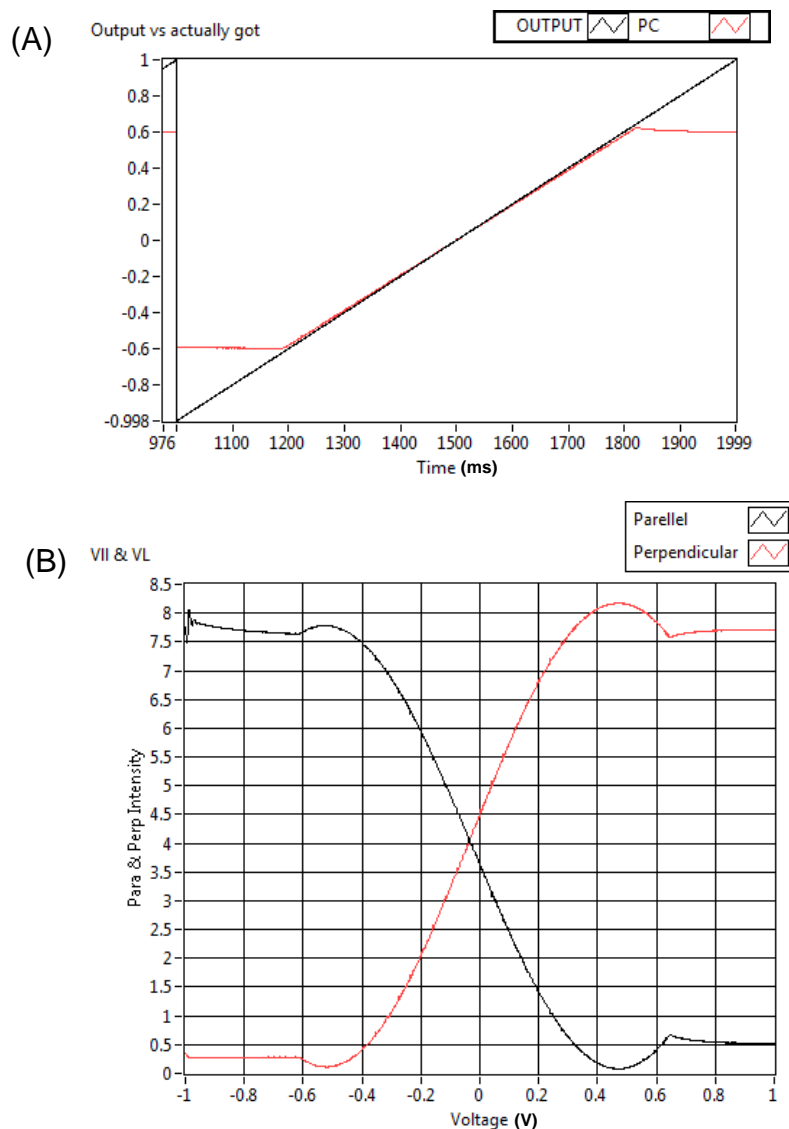 (A)
Output vs actually got
OUTPUT PC
1
0.8
0.6
0.4
0.2
0
-0.2
-0.4
-0.6
-0.8
-0.998
976 1100 1200 1300 1400 1500 1600 1700 1800 1900 1999
Time (ms)
Parellel
Perpendicular
(B)
VII & VL
8.5
8
7.5
7
6.5
6
5.5
5
4.5
4
3.5
3
2.5
2
1.5
1
0.5
0
Para & Perp Intensity
-1 -0.8 -0.6 -0.4 -0.2 0 0.2 0.4 0.6 0.8 1
Voltage (V)